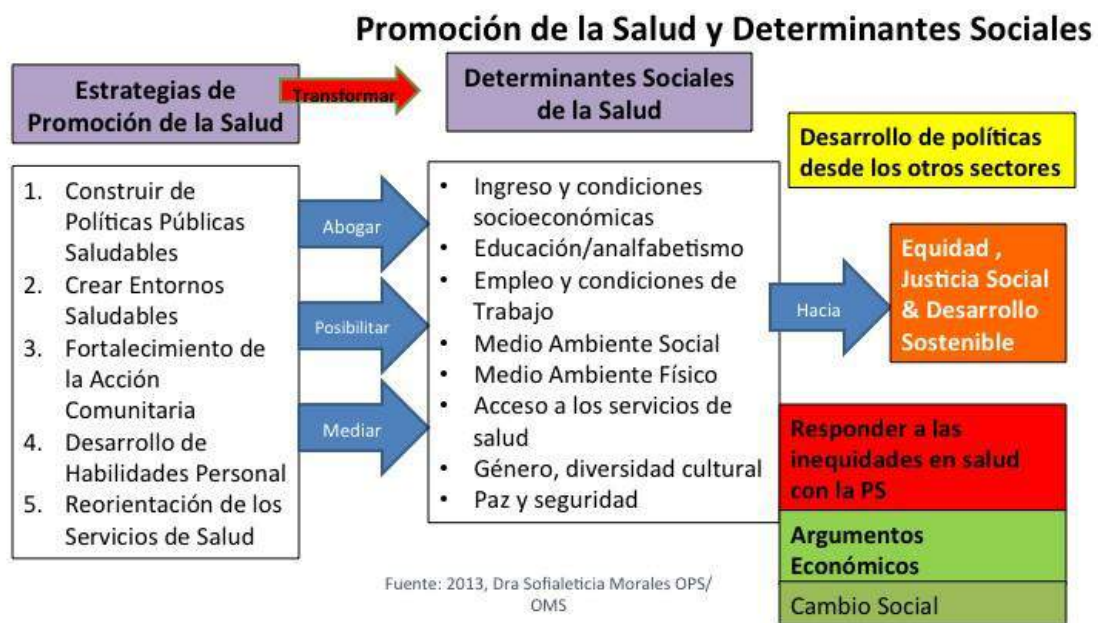 Promoción de la Salud y Determinantes Sociales
Estrategias de
Promoción de la Salud
Transformar
Determinantes Sociales
de la Salud
1. Construir de
Políticas Públicas
Saludables
2. Crear Entornos
Saludables
3. Fortalecimiento de
la Acción
Comunitaria
4. Desarrollo de
Habilidades Personal
5. Reorientación de los
Servicios de Salud
Abogar
Posibilitar
Mediar
• Ingreso y condiciones
socioeconómicas
• Educación/analfabetismo
• Empleo y condiciones de
Trabajo
• Medio Ambiente Social
• Medio Ambiente Físico
• Acceso a los servicios de
salud
• Género, diversidad cultural
• Paz y seguridad
Hacia
Desarrollo de políticas
desde los otros sectores
Equidad ,
Justicia Social
& Desarrollo
Sostenible
Responder a las
inequidades en salud
con la PS
Argumentos
Económicos
Cambio Social
Fuente: 2013, Dra Sofialeticia Morales OPS/
OMS